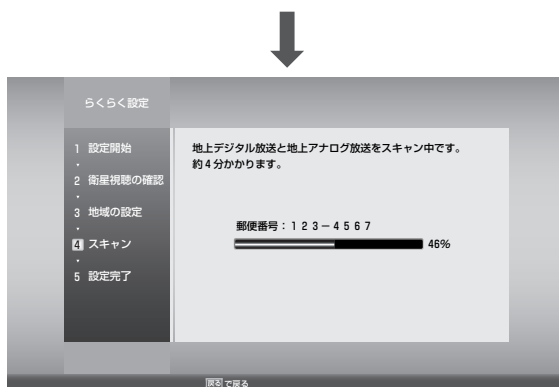 らくらく設定
1 設定開始
・
2 衛星視聴の確認
・
3 地域の設定
・
4 スキャン
・
5 設定完了
地上デジタル放送と地上アナログ放送をスキャン中です。
約4分かかります。
郵便番号：１２３－４５６７
46%
戻る で戻る